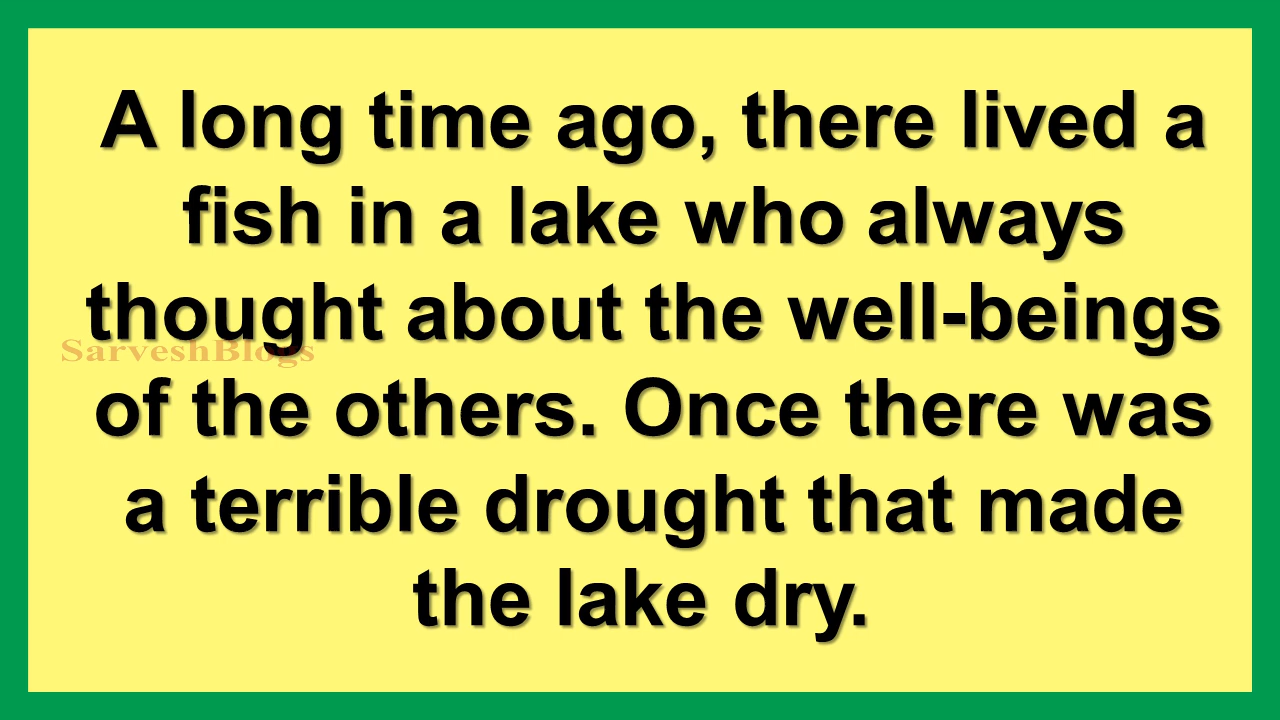 A long time ago, there lived a
fish in a lake who always
thought about the well-beings
SarveshBlogs
of the others. Once there was
a terrible drought that made
the lake dry.